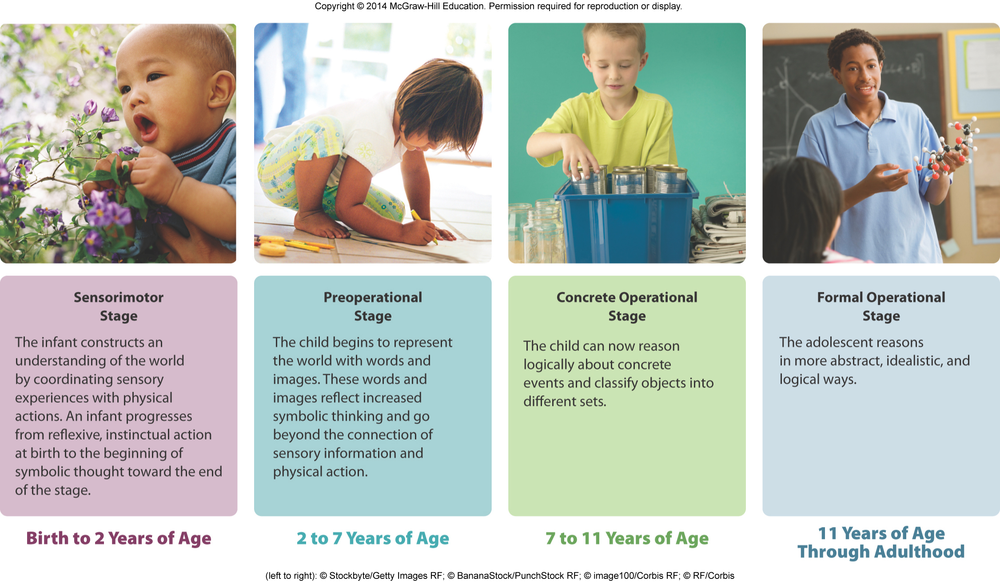 Copyright © 2014 McGraw-Hill Education. Permission required for reproduction or display.
Sensorimotor
Stage
The infant constructs an
understanding of the world
by coordinating sensory
experiences with physical
actions. An infant progresses
from reflexive, instinctual action
at birth to the beginning of
symbolic thought toward the end
of the stage.
Birth to 2 Years of Age
Preoperational
Stage
The child begins to represent
the world with words and
images. These words and
images reflect increased
symbolic thinking and go
beyond the connection of
sensory information and
physical action.
2 to 7 Years of Age
Concrete Operational
Stage
The child can now reason
logically about concrete
events and classify objects into
different sets.
7 to 11 Years of Age
Formal Operational
Stage
The adolescent reasons
in more abstract, idealistic, and
logical ways.
11 Years of Age
Through Adulthood
(left to right): © Stockbyte/Getty Images RF; © BananaStock/PunchStock RF; © image100/Corbis RF; © RF/Corbis